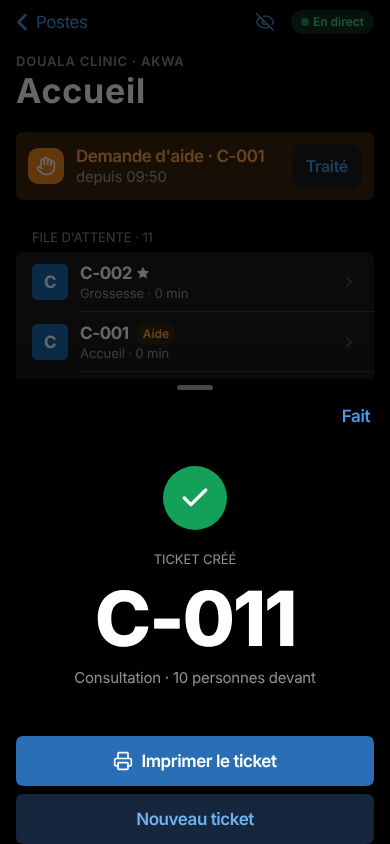 Postes
En direct
DOUALA CLINIC · AKWA
Accueil
Demande d'aide · C-001
depuis 09:50
Traité
FILE D'ATTENTE · 11
C
C-002 ★
Grossesse · 0 min
C
C-001 Aide
Accueil · 0 min
Fait
TICKET CRÉÉ
C-011
Consultation · 10 personnes devant
Imprimer le ticket
Nouveau ticket